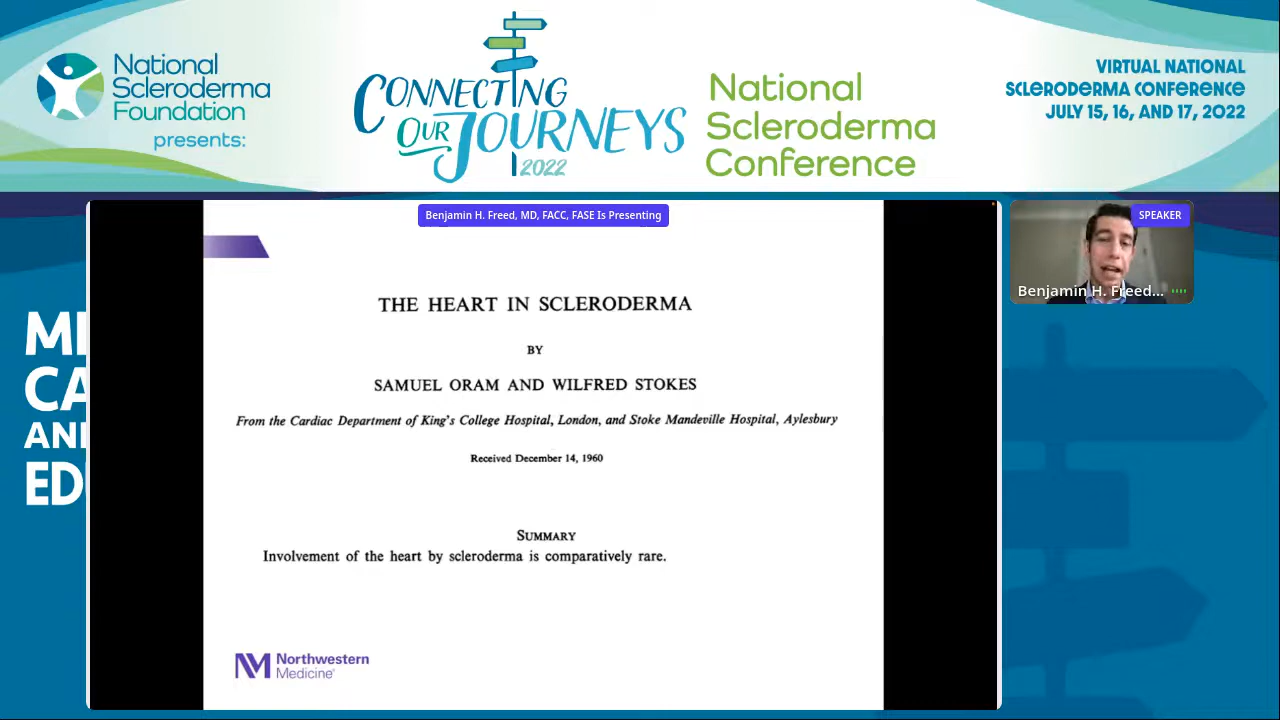 National
Scleroderma
Foundation
presents:
CONNECTING
OUR JOURNEYS
2022
National
Scleroderma
Conference
VIRTUAL NATIONAL
SCLERODERMA CONFERENCE
JULY 15, 16, AND 17, 2022
Benjamin H. Freed, MD, FACC, FASE Is Presenting
SPEAKER
Benjamin H. Freed...
THE HEART IN SCLERODERMA
BY
SAMUEL ORAM AND WILFRED STOKES
From the Cardiac Department of King's College Hospital, London, and Stoke Mandeville Hospital, Aylesbury
Received December 14, 1960
SUMMARY
Involvement of the heart by scleroderma is comparatively rare.
Northwestern
Medicine®